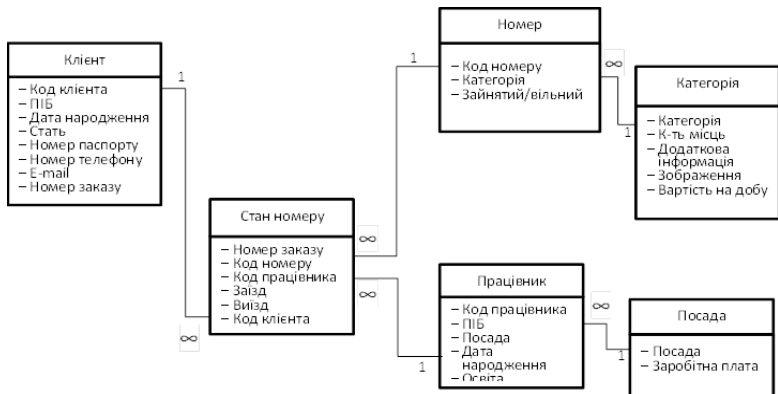 Клієнт
– Код клієнта
– ПІБ
– Дата народження
– Стать
– Номер паспорту
– Номер телефону
– E-mail
– Номер заказу
1
∞
Стан номеру
– Номер заказу
– Код номеру
– Код працівника
– Заїзд
– Виїзд
– Код клієнта
∞
∞
1
1
Номер
– Код номеру
– Категорія
– Зайнятий/вільний
∞
1
Категорія
– Категорія
– К-ть місць
– Додаткова
інформація
– Зображення
– Вартість на добу
Працівник
– Код працівника
– ПІБ
– Посада
– Дата
народження
– Освіта
∞
1
Посада
– Посада
– Заробітна плата